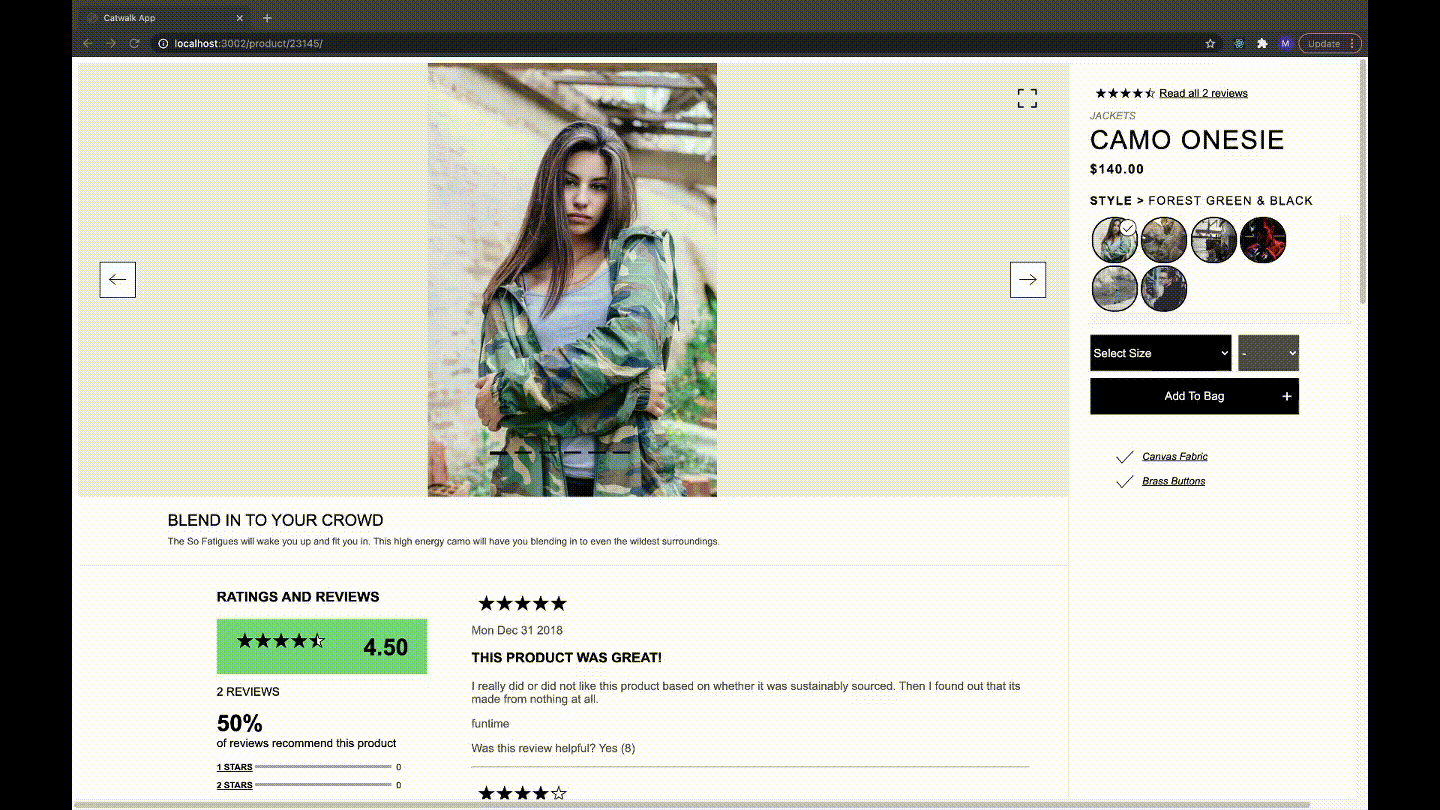 Catwalk App
localhost:3002/product/23145/
M
Update
Read all 2 reviews
JACKETS
CAMO ONESIE
$140.00
STYLE > FOREST GREEN & BLACK
Select Size
-
Add To Bag +
Canvas Fabric
Brass Buttons
BLEND IN TO YOUR CROWD
The So Fatigues will wake you up and fit you in. This high energy camo will have you blending in to even the wildest surroundings.
RATINGS AND REVIEWS
4.50
2 REVIEWS
50%
of reviews recommend this product
1 STARS 0
2 STARS 0
Mon Dec 31 2018
THIS PRODUCT WAS GREAT!
I really did or did not like this product based on whether it was sustainably sourced. Then I found out that its
made from nothing at all.
funtime
Was this review helpful? Yes (8)